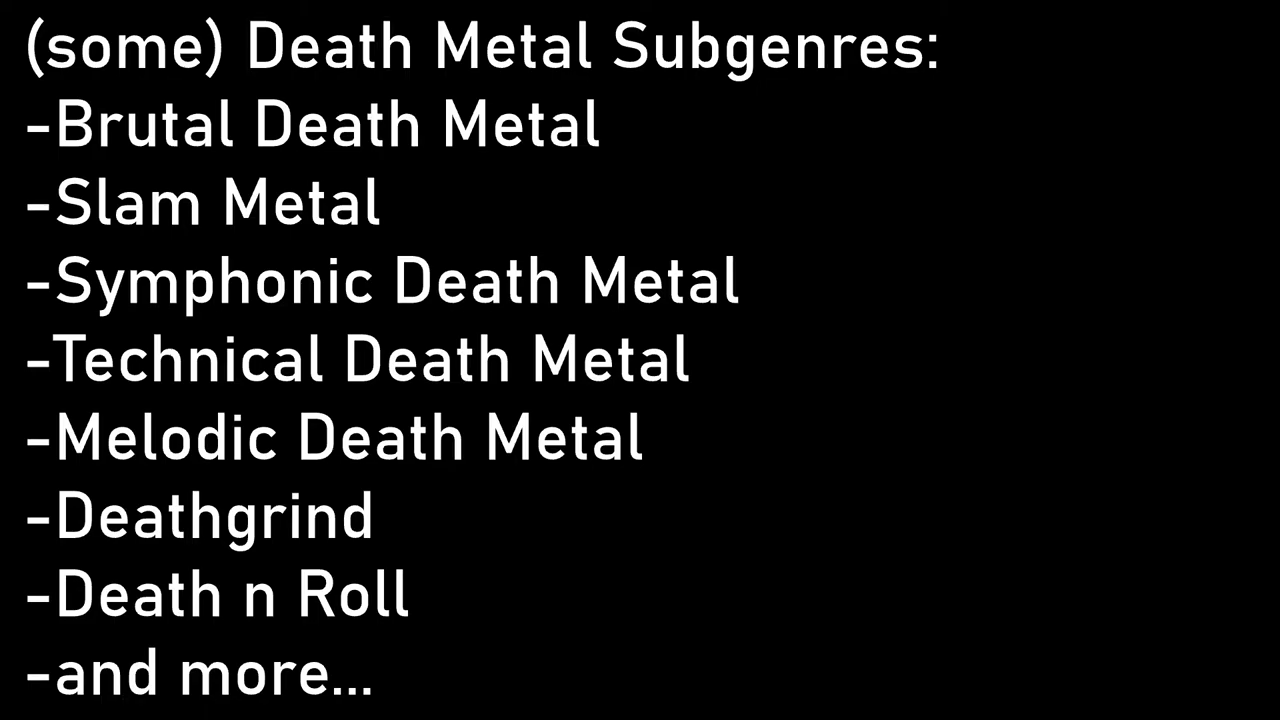 (some) Death Metal Subgenres:
-Brutal Death Metal
-Slam Metal
-Symphonic Death Metal
-Technical Death Metal
-Melodic Death Metal
-Deathgrind
-Death n Roll
-and more...